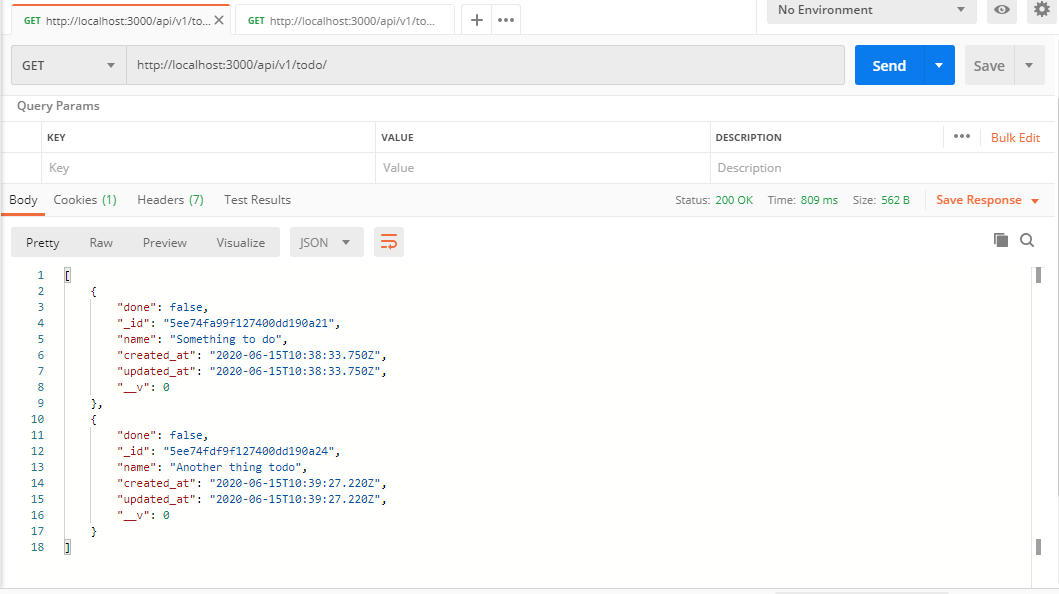 GET http://localhost:3000/api/v1/to... GET http://localhost:3000/api/v1/to... No Environment
GET http://localhost:3000/api/v1/todo/ Send Save
Query Params
KEY VALUE DESCRIPTION Bulk Edit
Key Value Description
Body Cookies (1) Headers (7) Test Results Status: 200 OK Time: 809 ms Size: 562 B Save Response
Pretty Raw Preview Visualize JSON
1 [
2 {
3 "done": false,
4 "_id": "5ee74fa99f127400dd190a21",
5 "name": "Something to do",
6 "created_at": "2020-06-15T10:38:33.750Z",
7 "updated_at": "2020-06-15T10:38:33.750Z",
8 "__v": 0
9 },
10 {
11 "done": false,
12 "_id": "5ee74fdf9f127400dd190a24",
13 "name": "Another thing todo",
14 "created_at": "2020-06-15T10:39:27.220Z",
15 "updated_at": "2020-06-15T10:39:27.220Z",
16 "__v": 0
17 }
18 ]